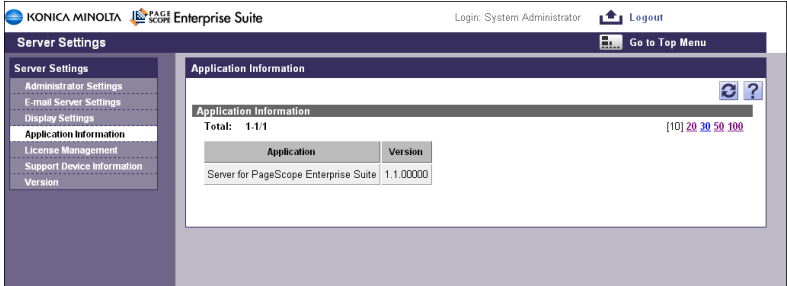 KONICA MINOLTA PAGE SCOPE Enterprise Suite Login: System Administrator Logout
Server Settings Go to Top Menu
Server Settings
Administrator Settings
E-mail Server Settings
Display Settings
Application Information
License Management
Support Device Information
Version
Application Information
?
Application Information
Total: 1-1/1 [10] 20 30 50 100
Application Version
Server for PageScope Enterprise Suite 1.1.00000